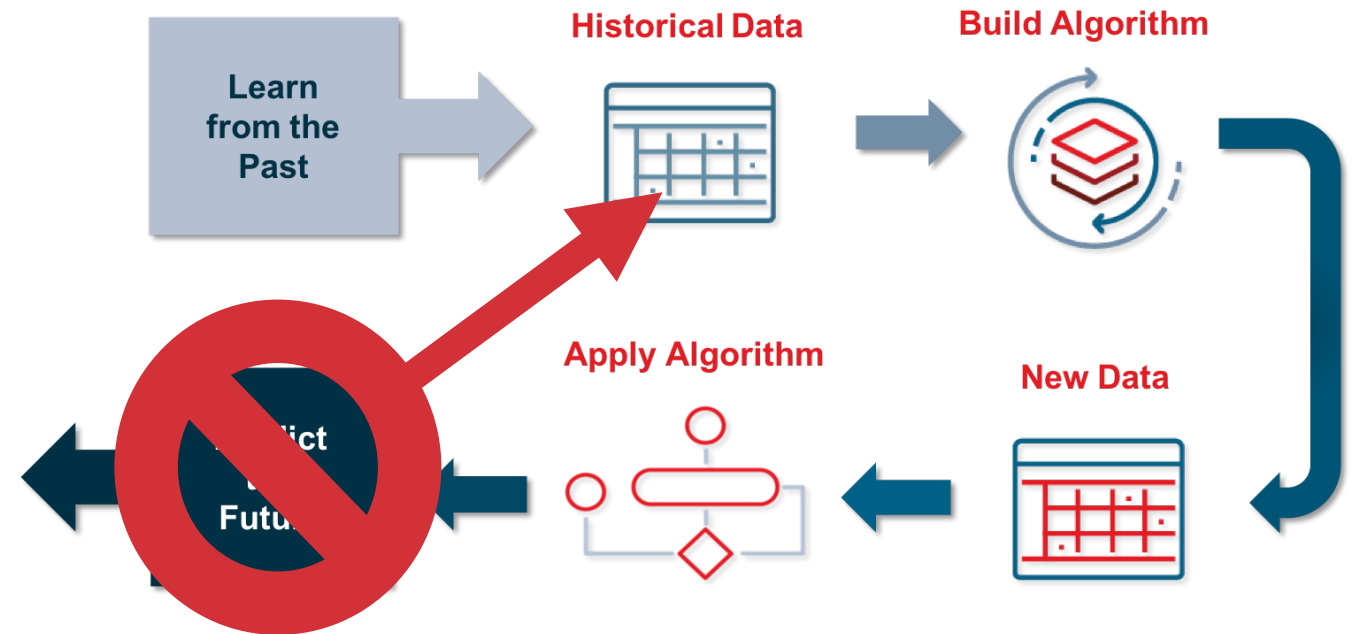 Learn
from the
Past
Historical Data
Build Algorithm
New Data
Apply Algorithm